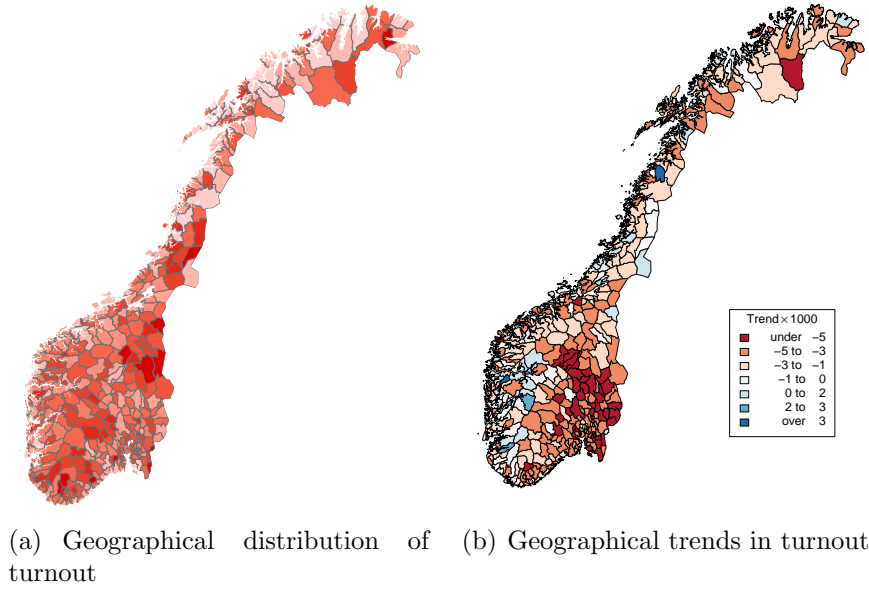 Trend×1000
under −5
−5 to −3
−3 to −1
−1 to 0
0 to 2
2 to 3
over 3
(a) Geographical distribution of
turnout
(b) Geographical trends in turnout